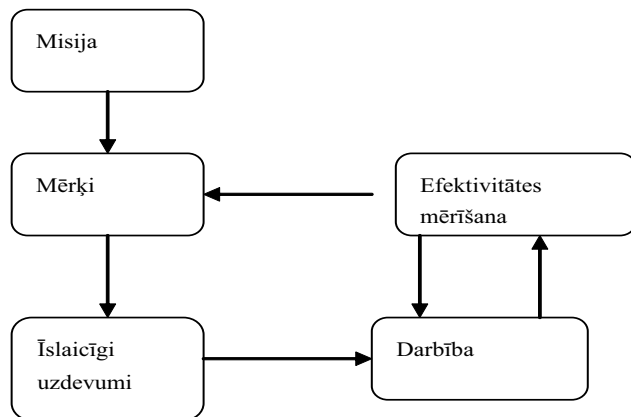 Misija
Mērķi
Efektivitātes
mērīšana
Īslaicīgi
uzdevumi
Darbība